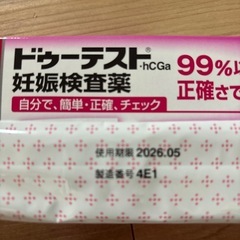 ドゥーテスト®・hCGa
妊娠検査薬
自分で、簡単・正確、チェック
99%以
正確さで
使用期限 2026.05
製造番号 4E1